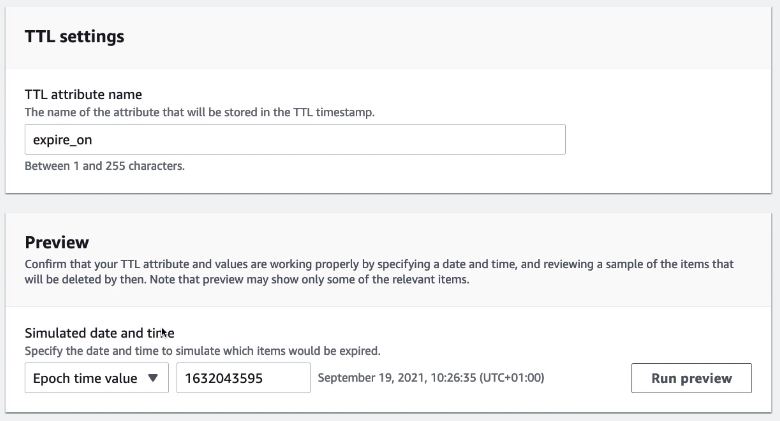 TTL settings
TTL attribute name
The name of the attribute that will be stored in the TTL timestamp.
expire_on
Between 1 and 255 characters.
Preview
Confirm that your TTL attribute and values are working properly by specifying a date and time, and reviewing a sample of the items that
will be deleted by then. Note that preview may show only some of the relevant items.
Simulated date and time
Specify the date and time to simulate which items would be expired.
Epoch time value 1632043595 September 19, 2021, 10:26:35 (UTC+01:00) Run preview